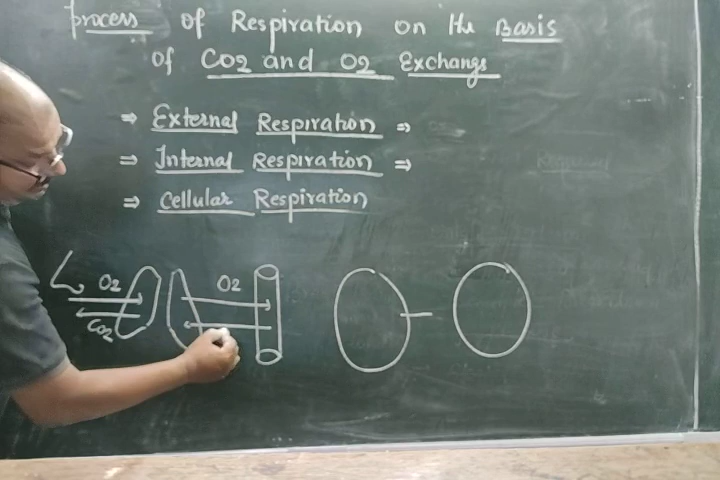 process of Respiration on the Basis
of CO2 and O2 Exchange
⇒ External Respiration ⇒
⇒ Internal Respiration ⇒
⇒ Cellular Respiration
O2 O2
CO2